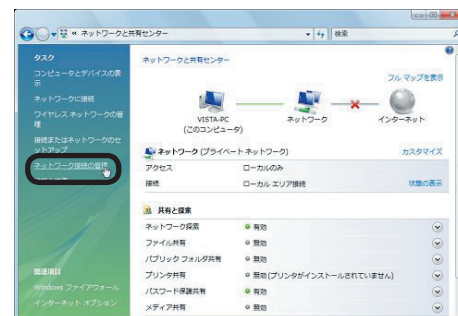 ネットワークと共有センター
検索
タスク
コンピュータとデバイスの表
示
ネットワークに接続
ワイヤレス ネットワークの管
理
接続またはネットワークのセ
ットアップ
ネットワーク接続の管理
関連項目
Windows ファイアウォール
インターネット オプション
ネットワークと共有センター
フル マップを表示
VISTA-PC
(このコンピュータ)
ネットワーク
インターネット
ネットワーク (プライベート ネットワーク)
カスタマイズ
アクセス
ローカルのみ
接続
ローカル エリア接続
状態の表示
共有と探索
ネットワーク探索
有効
ファイル共有
無効
パブリック フォルダ共有
無効
プリンタ共有
無効 (プリンタがインストールされていません)
パスワード保護共有
有効
メディア共有
無効